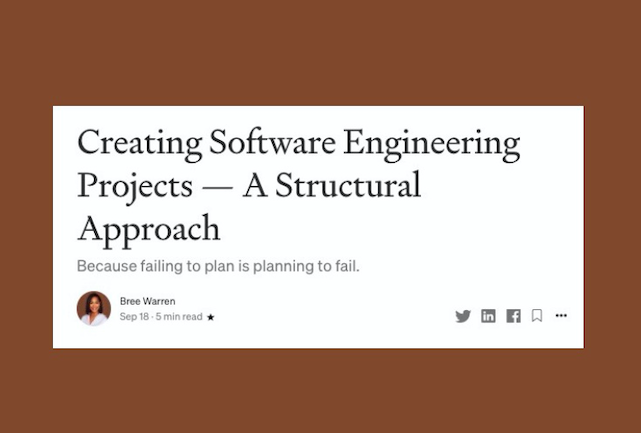 Creating Software Engineering
Projects — A Structural
Approach
Because failing to plan is planning to fail.
Bree Warren
Sep 18 · 5 min read ★